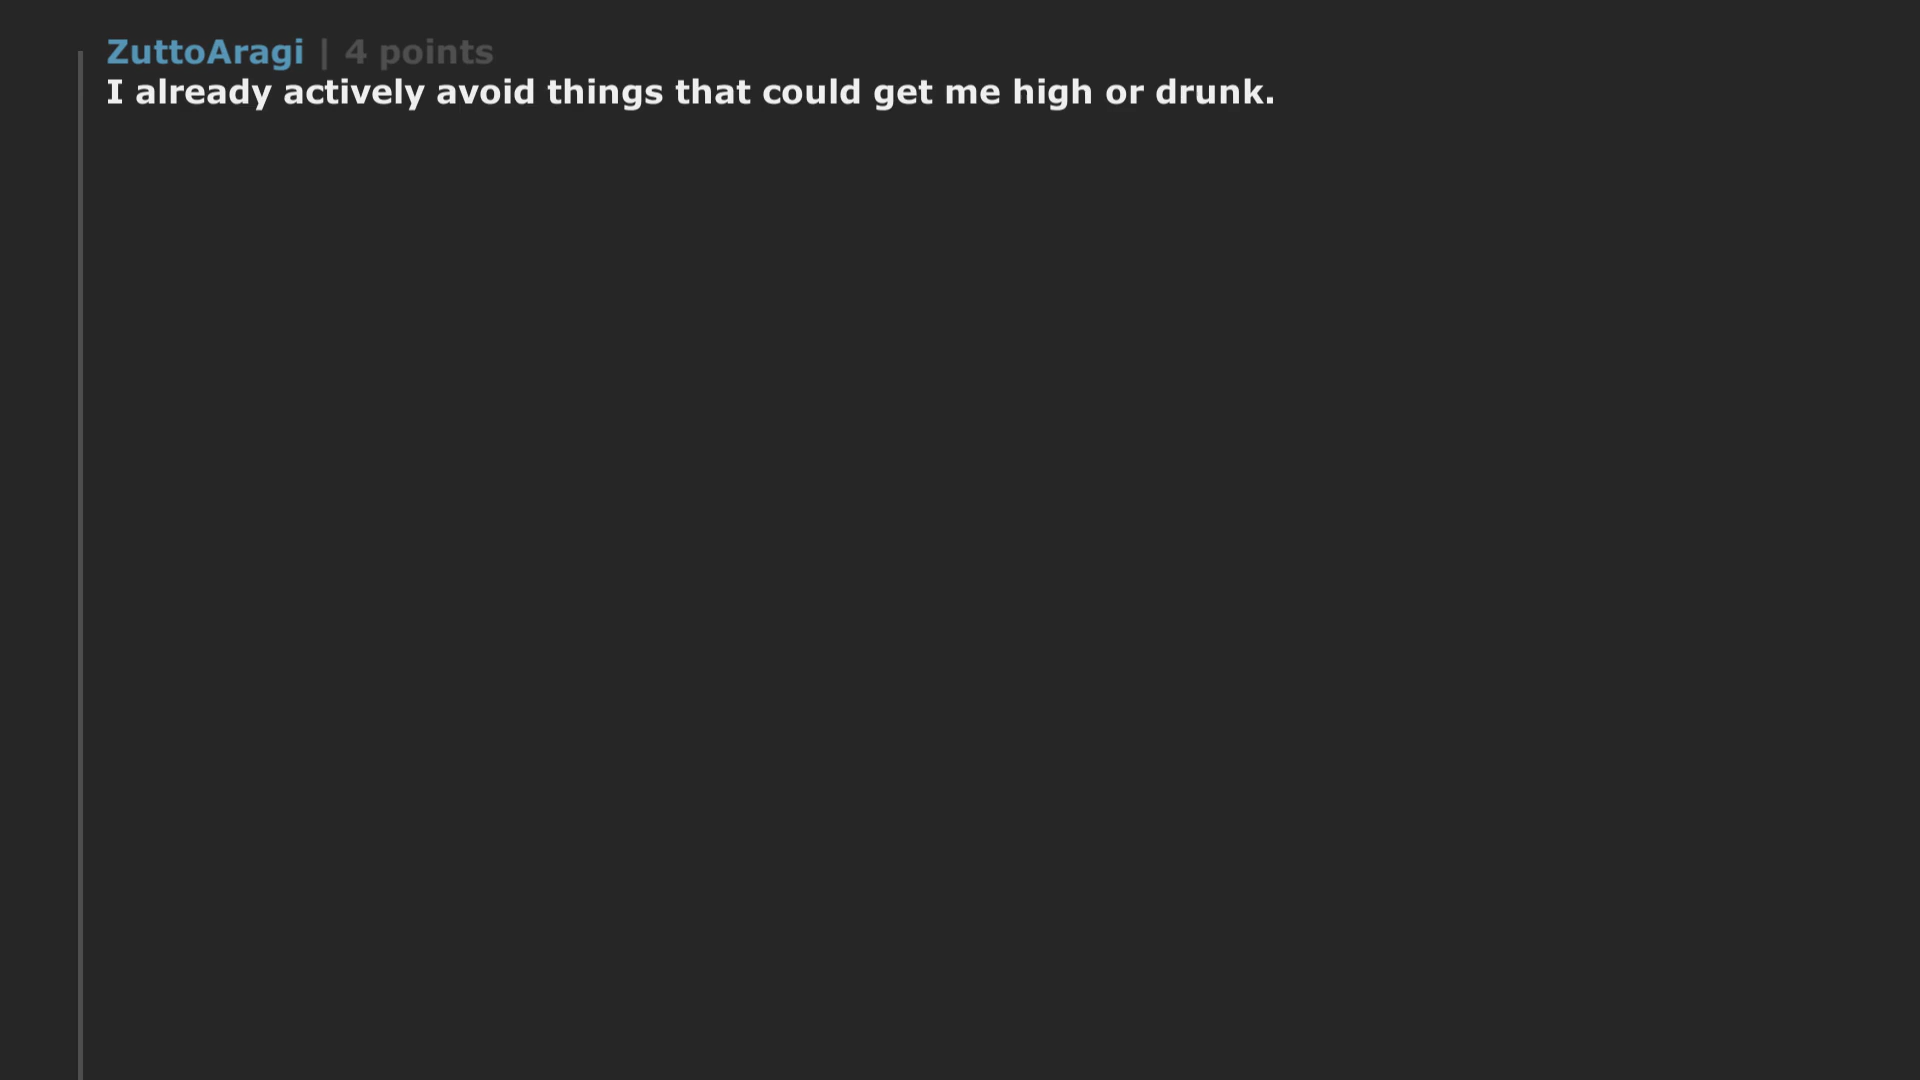 ZuttoAragi | 4 points
I already actively avoid things that could get me high or drunk.